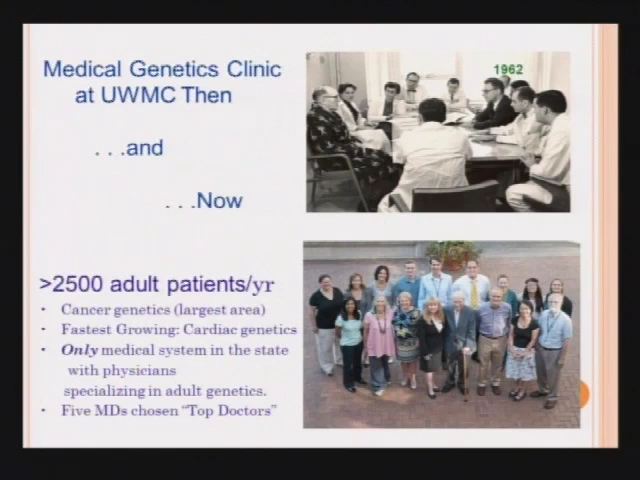 Medical Genetics Clinic
at UWMC Then
. . .and
. . .Now
1962
>2500 adult patients/yr
• Cancer genetics (largest area)
• Fastest Growing: Cardiac genetics
• Only medical system in the state
with physicians
specializing in adult genetics.
• Five MDs chosen “Top Doctors”